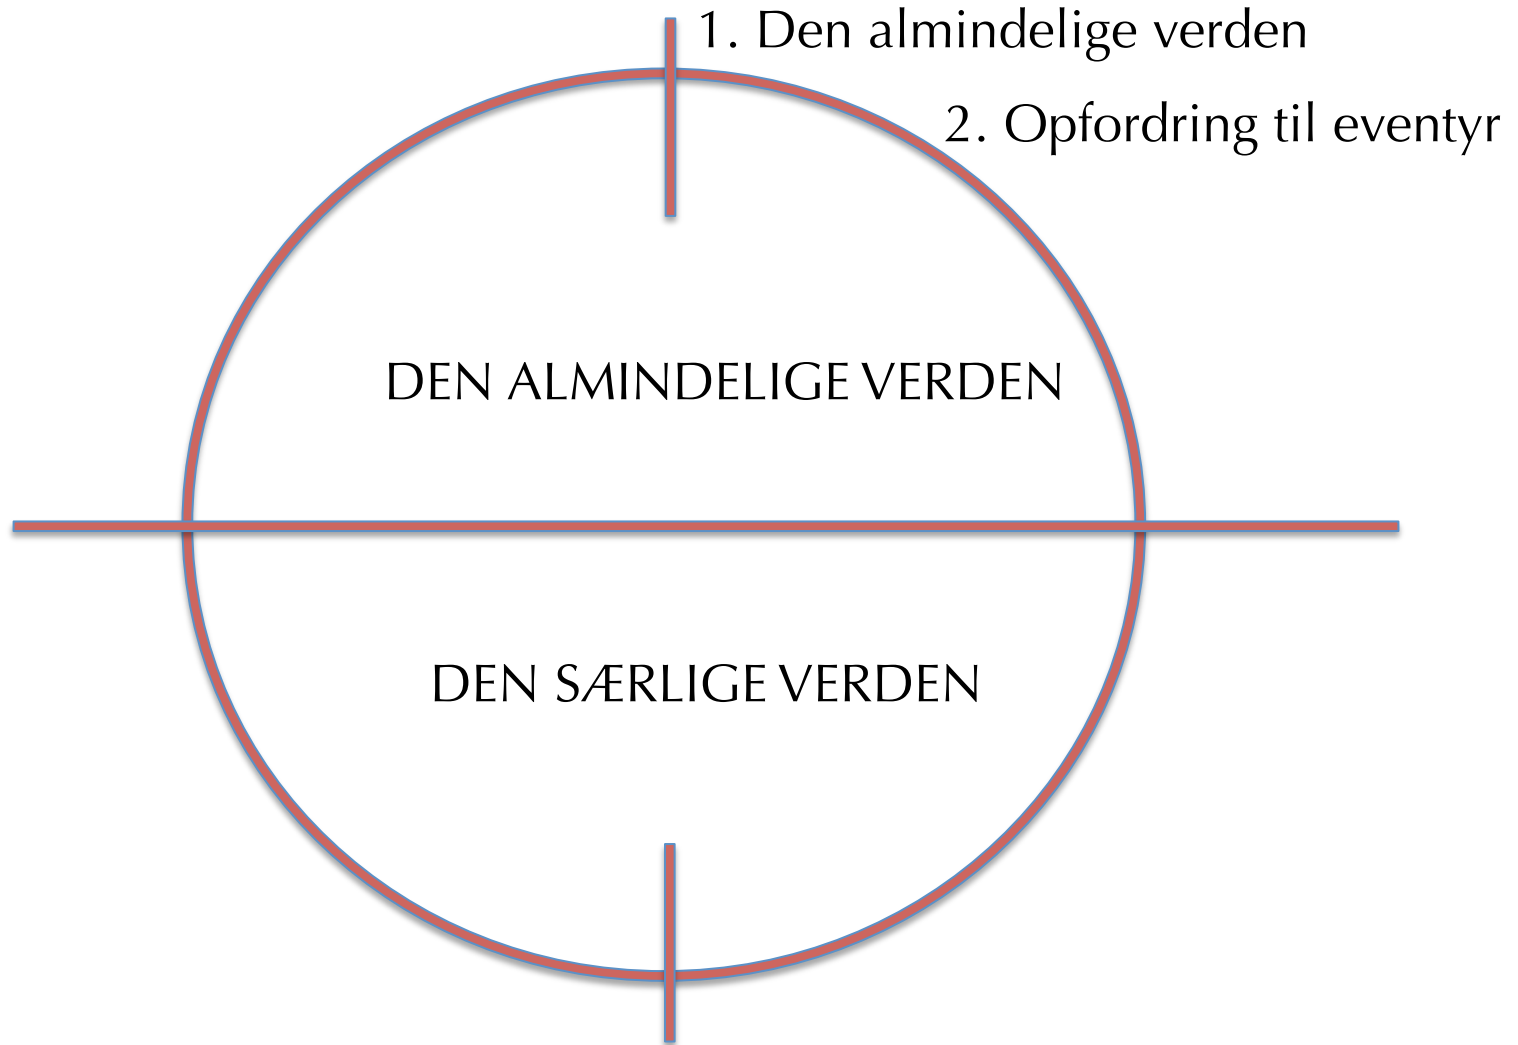 1. Den almindelige verden
2. Opfordring til eventyr
DEN ALMINDELIGE VERDEN
DEN SÆRLIGE VERDEN